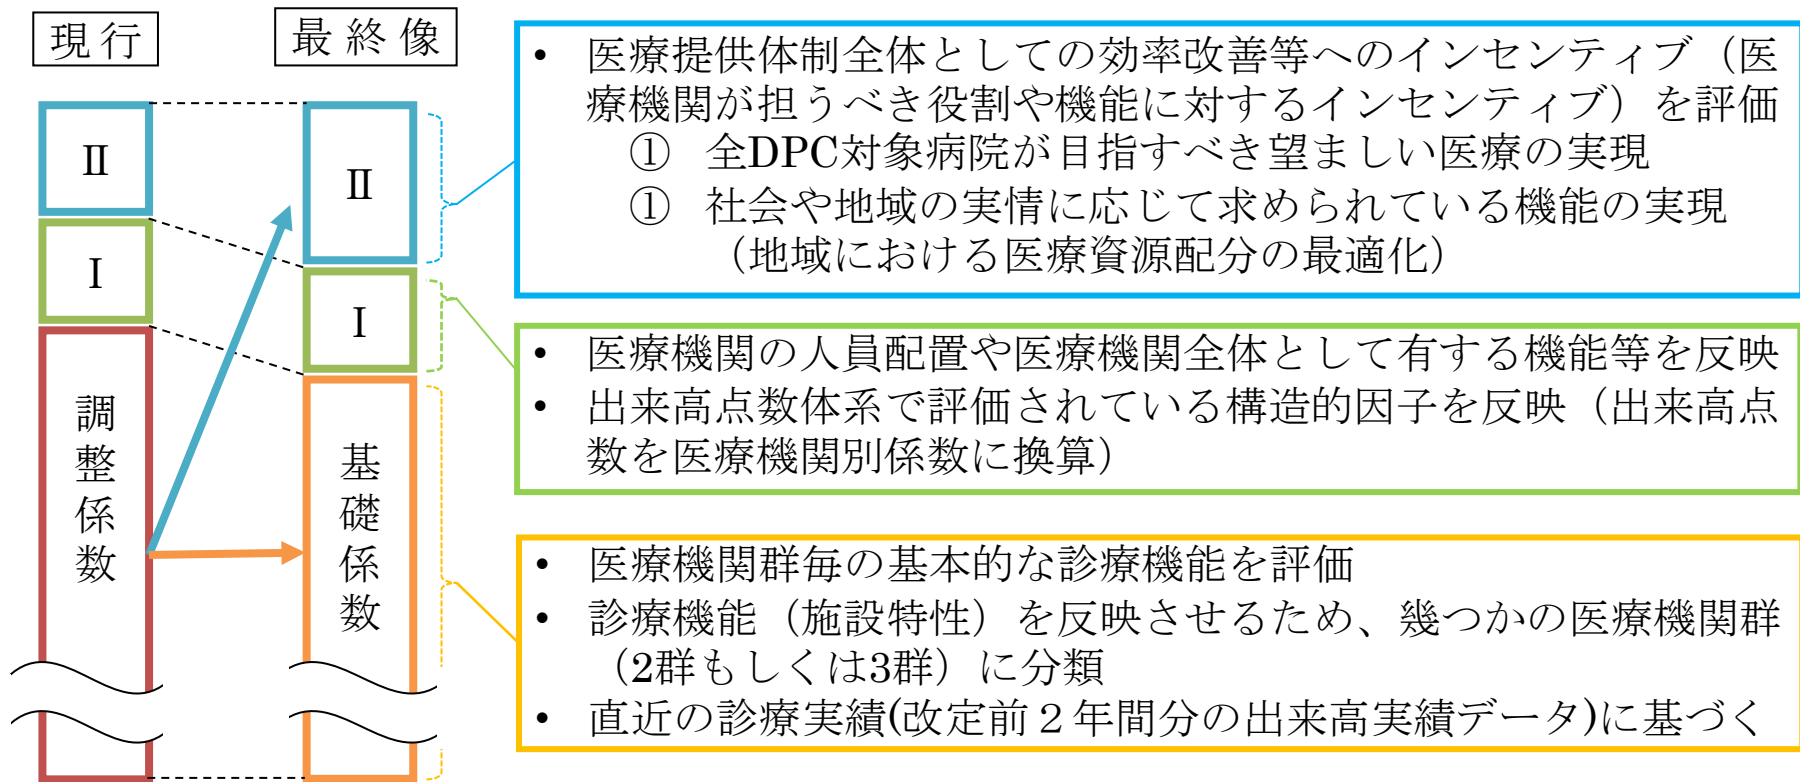 現行
最終像
Ⅱ
Ⅰ
調整係数
Ⅱ
Ⅰ
基礎係数
• 医療提供体制全体としての効率改善等へのインセンティブ（医
療機関が担うべき役割や機能に対するインセンティブ）を評価
① 全DPC対象病院が目指すべき望ましい医療の実現
① 社会や地域の実情に応じて求められている機能の実現
（地域における医療資源配分の最適化）
• 医療機関の人員配置や医療機関全体として有する機能等を反映
• 出来高点数体系で評価されている構造的因子を反映（出来高点
数を医療機関別係数に換算）
• 医療機関群毎の基本的な診療機能を評価
• 診療機能（施設特性）を反映させるため、幾つかの医療機関群
（2群もしくは3群）に分類
• 直近の診療実績(改定前２年間分の出来高実績データ)に基づく